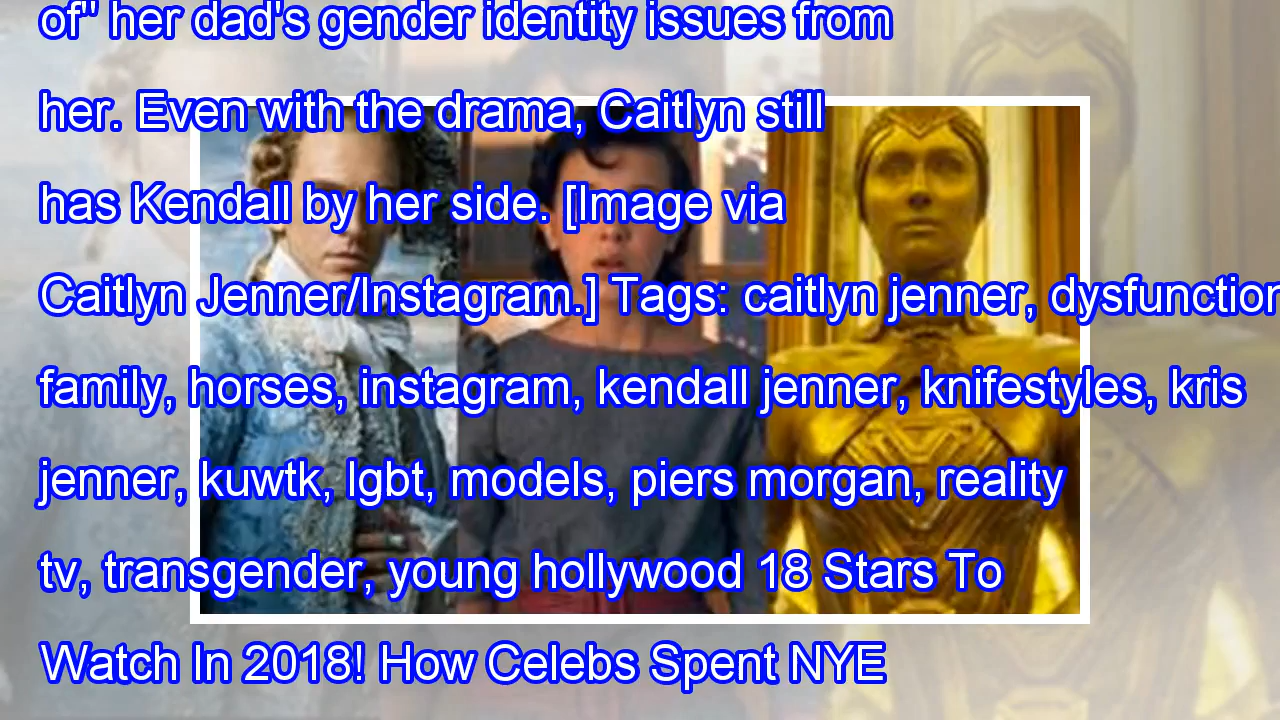 of" her dad's gender identity issues from
her. Even with the drama, Caitlyn still
has Kendall by her side. [Image via
Caitlyn Jenner/Instagram.] Tags: caitlyn jenner,
family, horses, instagram, kendall jenner, knifestyles, kris
jenner, kuwtk, lgbt, models, piers morgan, reality
tv, transgender, young hollywood 18 Stars To
Watch In 2018! How Celebs Spent NYE